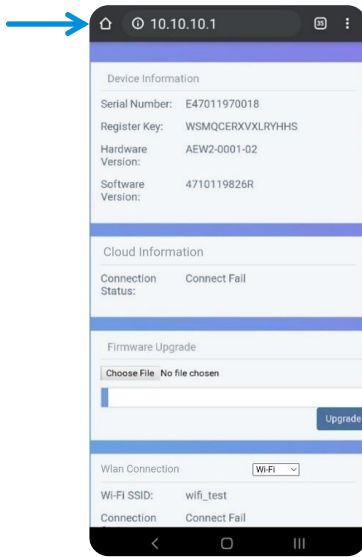 10.10.10.1
35
Device Information
Serial Number: E47011970018
Register Key: WSMQCERXVXLRYHHS
Hardware Version: AEW2-0001-02
Software Version: 4710119826R
Cloud Information
Connection Status: Connect Fail
Firmware Upgrade
Choose File No file chosen
Upgrade
Wlan Connection Wi-Fi
Wi-Fi SSID: wifi_test
Connection Connect Fail